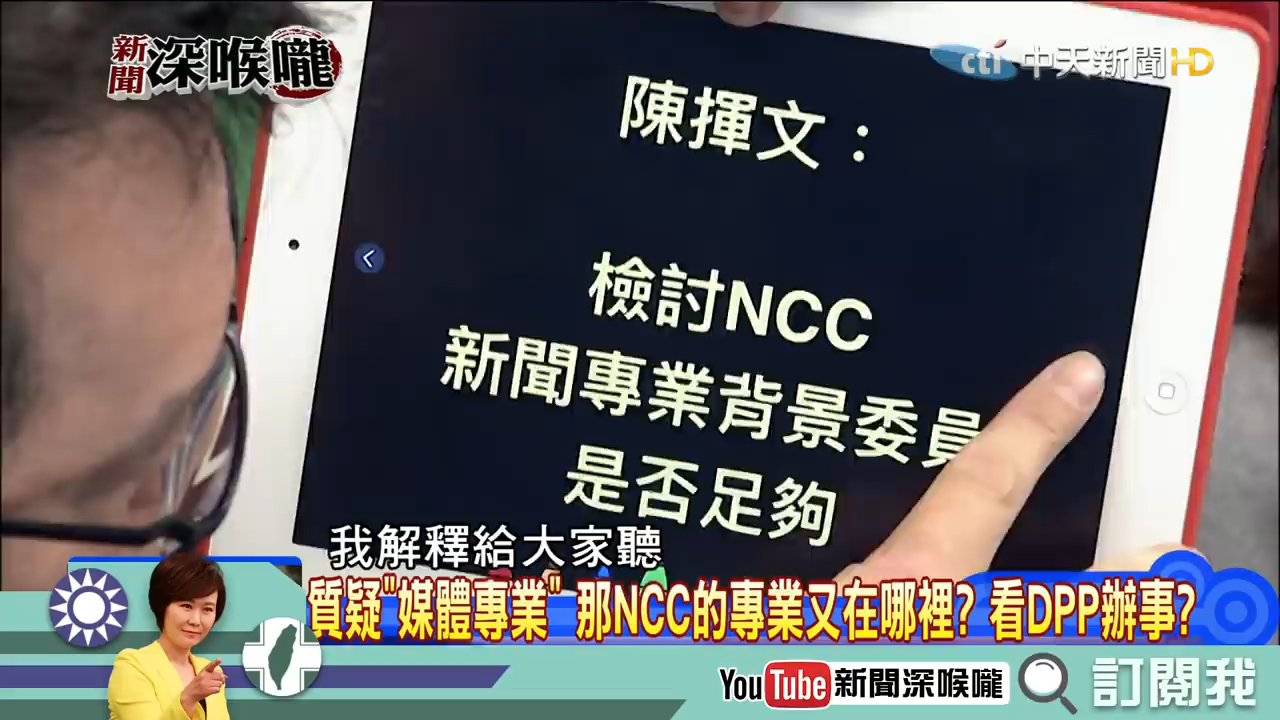 新聞深喉嚨
cti 中天新聞HD
陳揮文：
檢討NCC
新聞專業背景委員
是否足夠
我解釋給大家聽
質疑"媒體專業" 那NCC的專業又在哪裡? 看DPP辦事?
YouTube 新聞深喉嚨 訂閱我